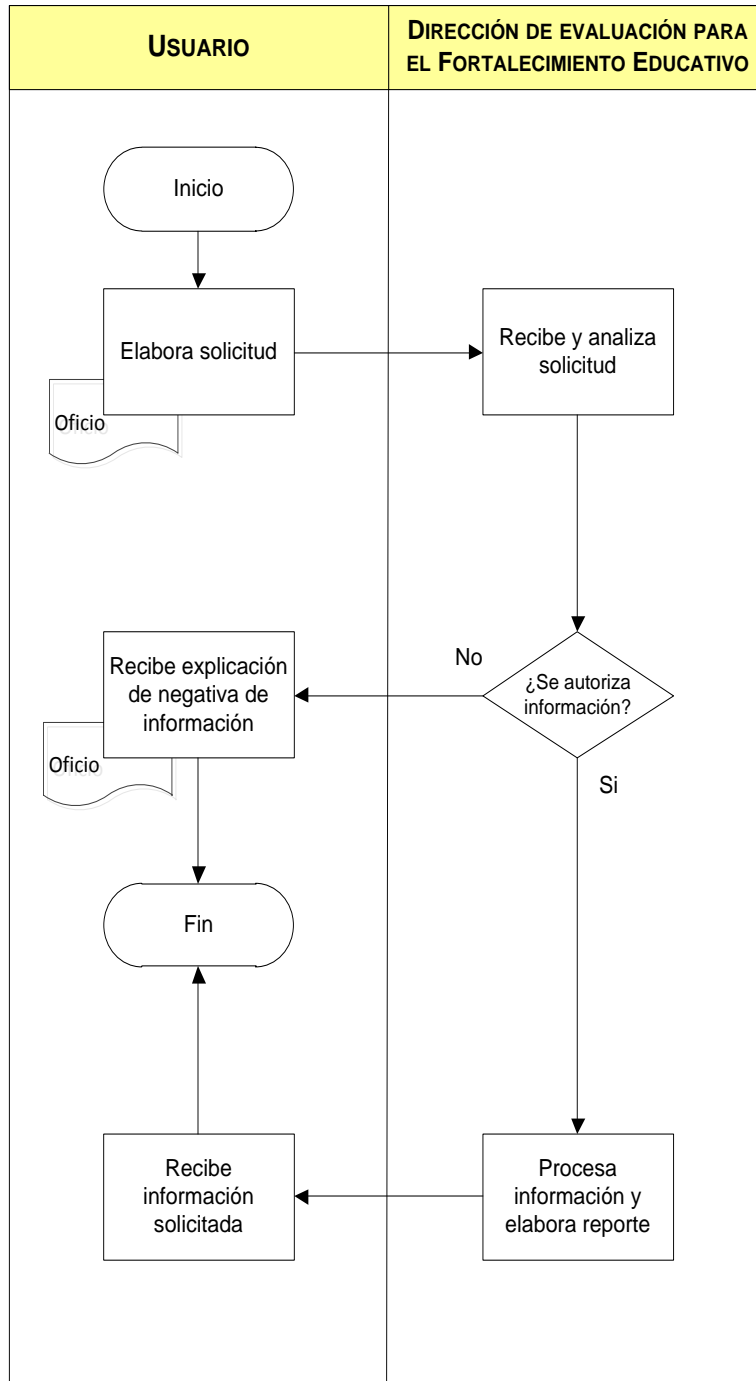 USUARIO
DIRECCIÓN DE EVALUACIÓN PARA
EL FORTALECIMIENTO EDUCATIVO
Inicio
Elabora solicitud
Oficio
Recibe y analiza
solicitud
¿Se autoriza
información?
No
Si
Recibe explicación
de negativa de
información
Oficio
Fin
Procesa
información y
elabora reporte
Recibe
información
solicitada